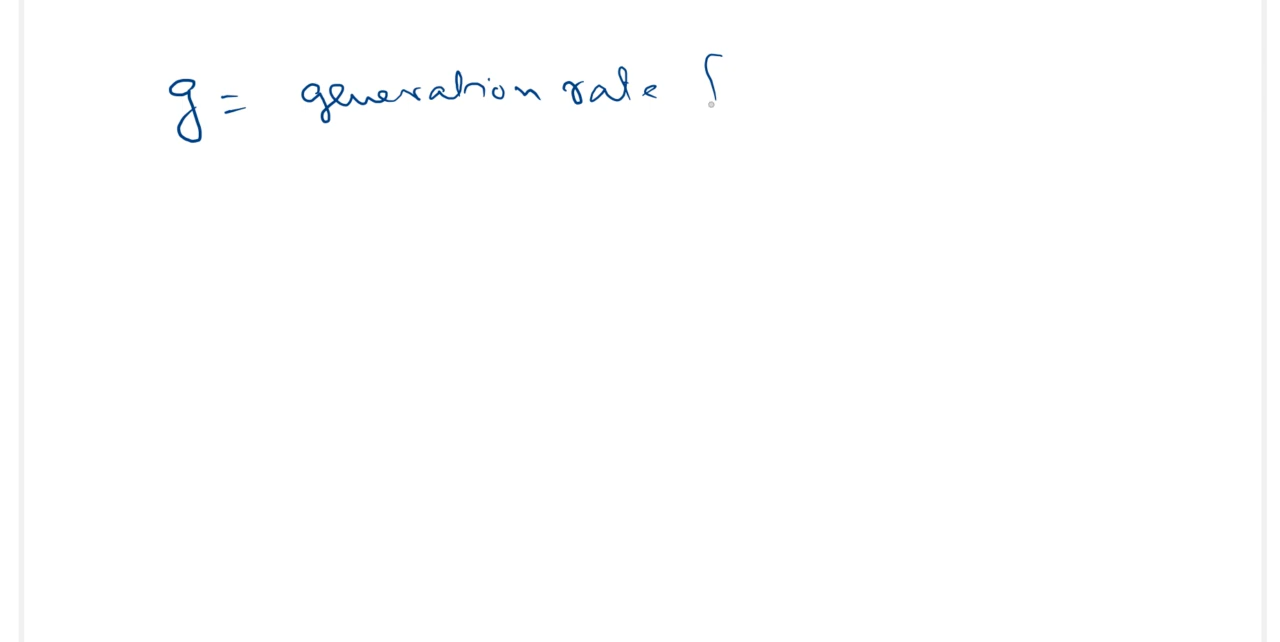 g = generation rate [